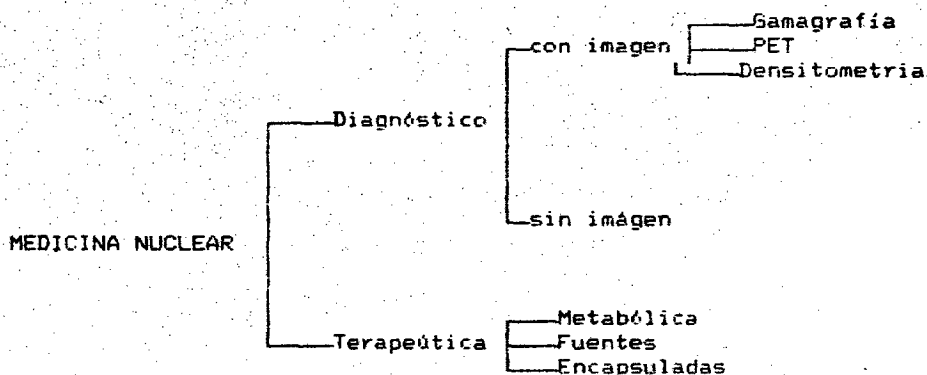 Gamagrafía
con imagen
PET
Densitometria
Diagnóstico
sin imágen
MEDICINA NUCLEAR
Metabólica
Terapeútica
Fuentes
Encapsuladas